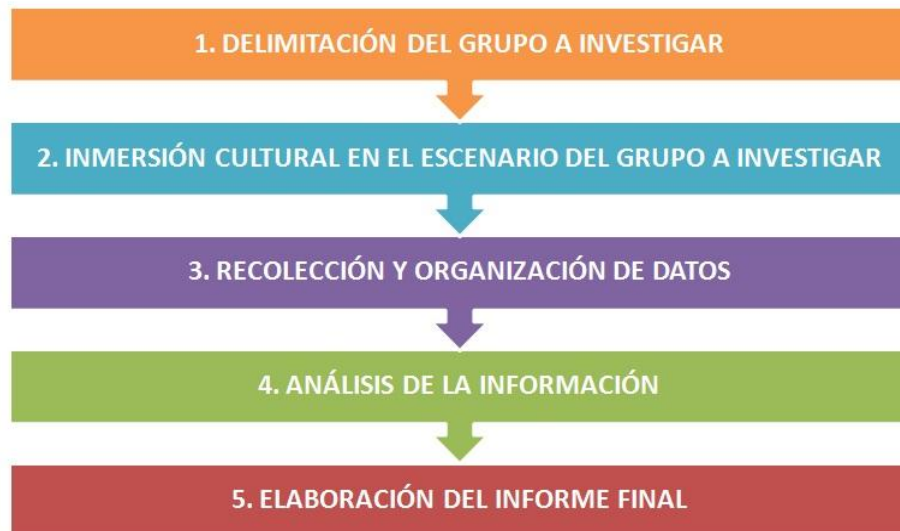 1. DELIMITACIÓN DEL GRUPO A INVESTIGAR
2. INMERSIÓN CULTURAL EN EL ESCENARIO DEL GRUPO A INVESTIGAR
3. RECOLECCIÓN Y ORGANIZACIÓN DE DATOS
4. ANÁLISIS DE LA INFORMACIÓN
5. ELABORACIÓN DEL INFORME FINAL